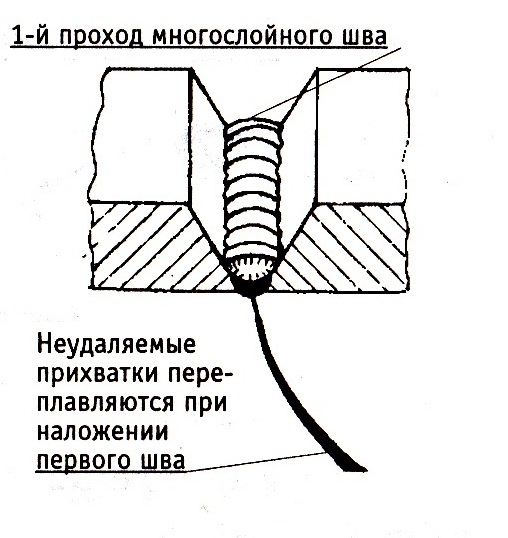 1-й проход многослойного шва
Неудаляемые
прихватки пере-
плавляются при
наложении
первого шва